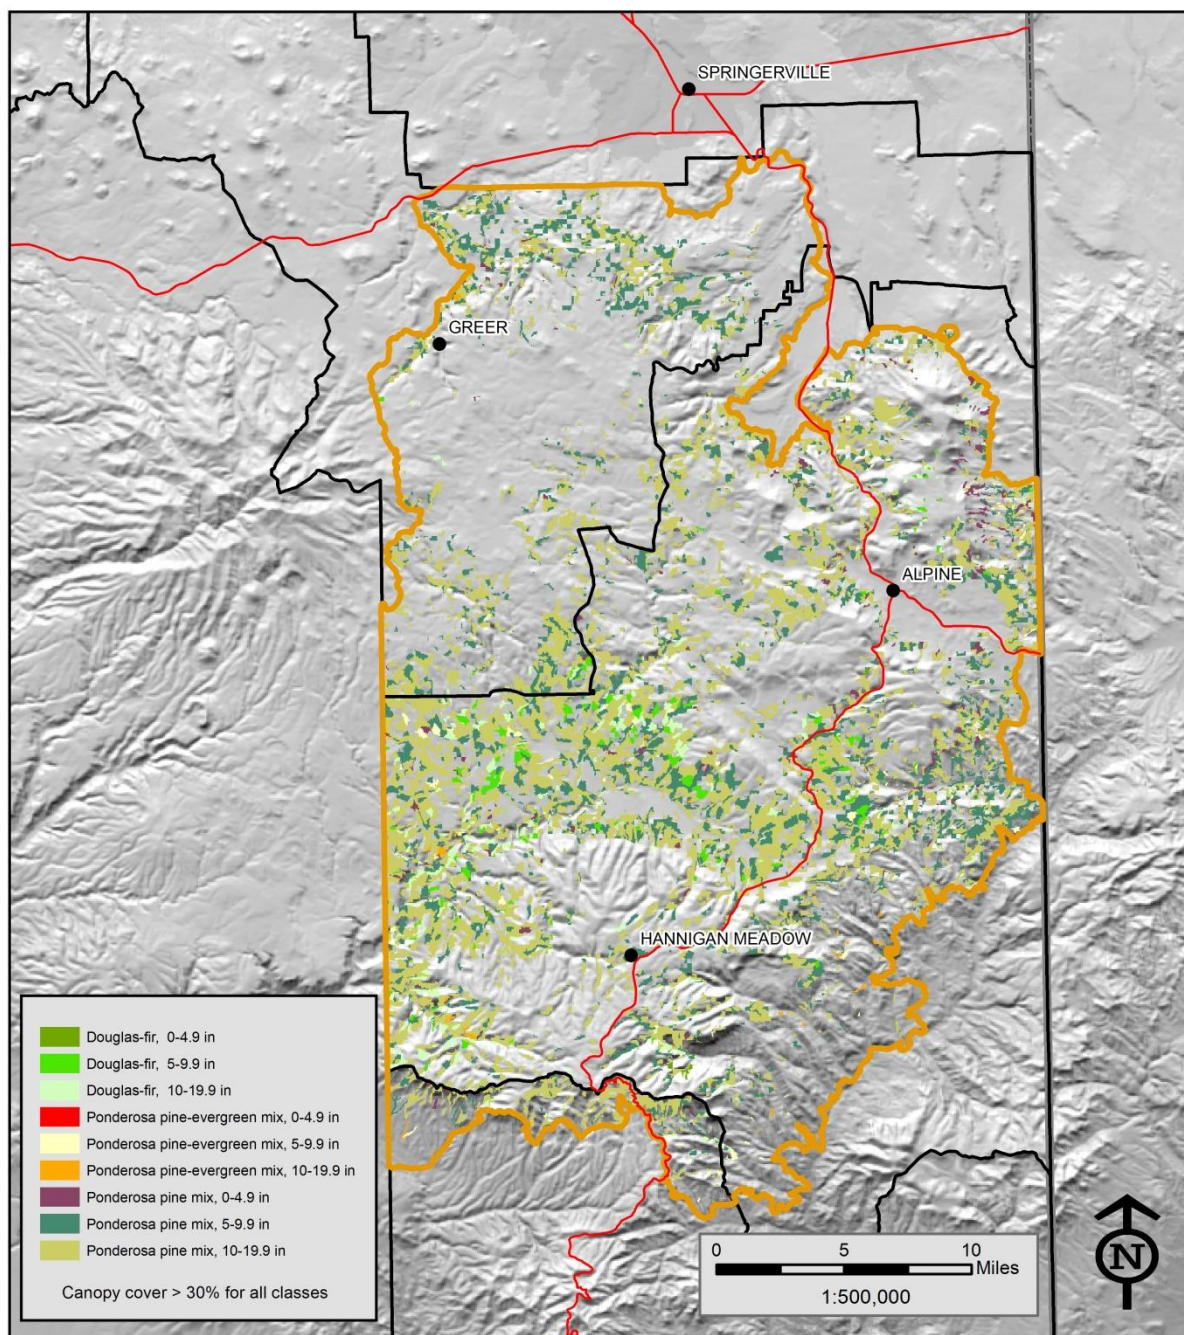 SPRINGERVILLE
GREER
ALPINE
HANNIGAN MEADOW
Douglas-fir, 0-4.9 in
Douglas-fir, 5-9.9 in
Douglas-fir, 10-19.9 in
Ponderosa pine-evergreen mix, 0-4.9 in
Ponderosa pine-evergreen mix, 5-9.9 in
Ponderosa pine-evergreen mix, 10-19.9 in
Ponderosa pine mix, 0-4.9 in
Ponderosa pine mix, 5-9.9 in
Ponderosa pine mix, 10-19.9 in
Canopy cover > 30% for all classes
0 5 10
Miles
1:500,000
N